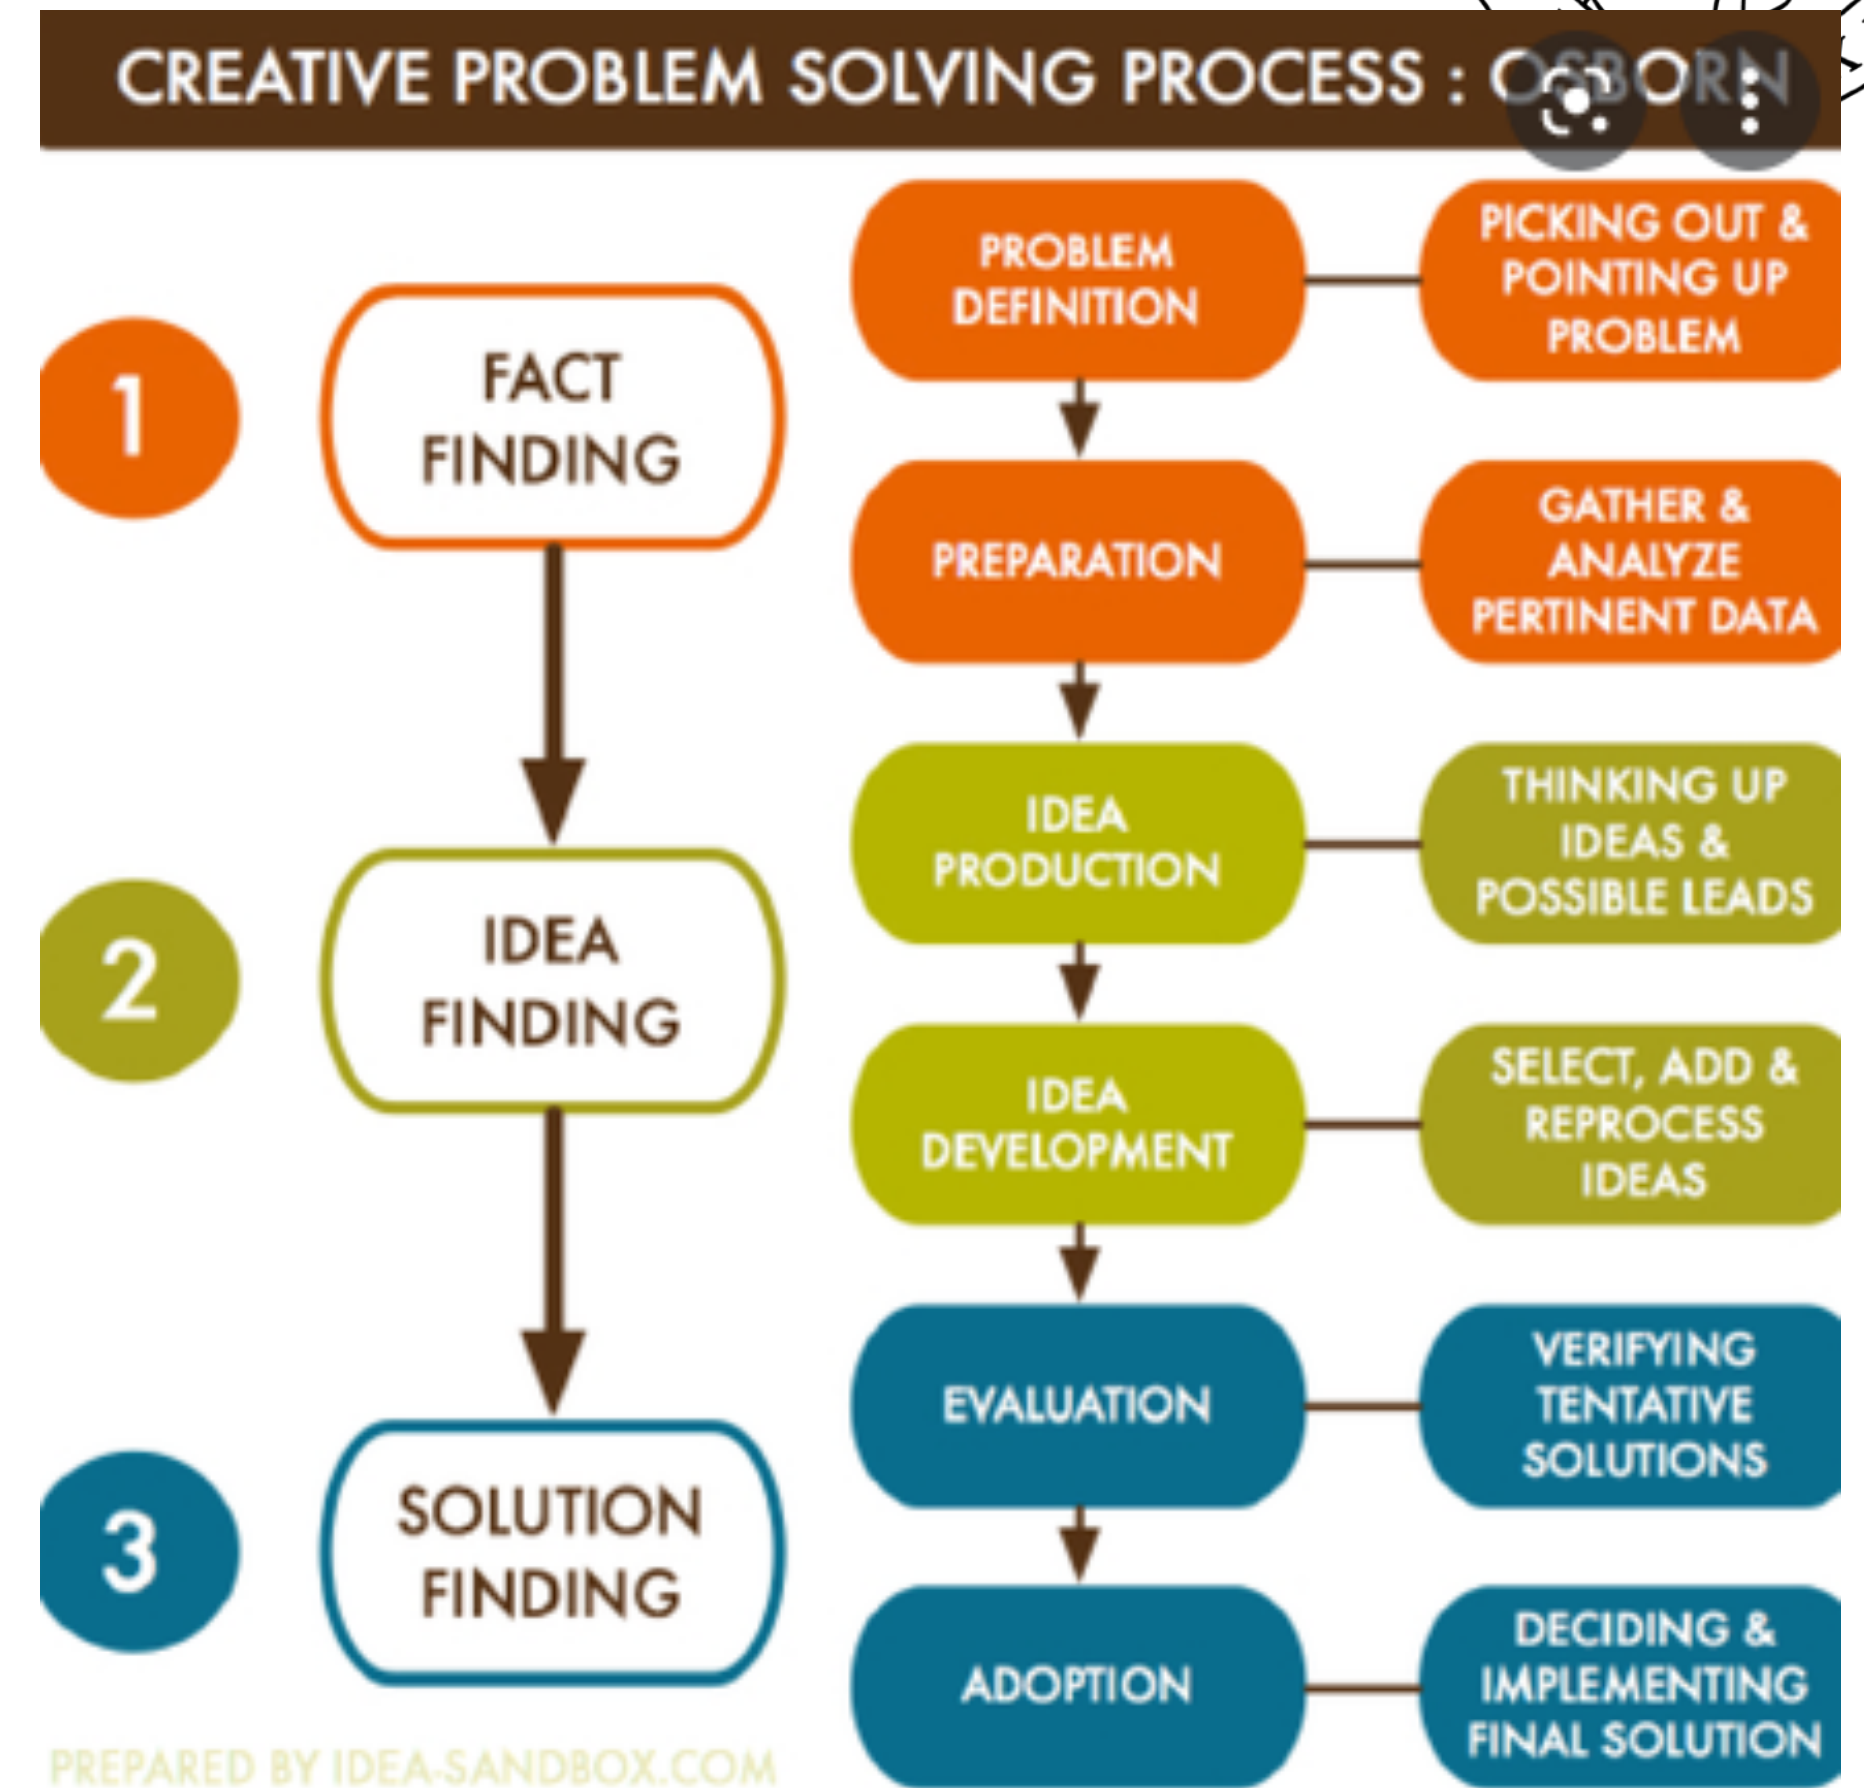 CREATIVE PROBLEM SOLVING PROCESS : OSBORN
1
FACT
FINDING
PROBLEM
DEFINITION
PICKING OUT &
POINTING UP
PROBLEM
PREPARATION
GATHER &
ANALYZE
PERTINENT DATA
2
IDEA
FINDING
IDEA
PRODUCTION
THINKING UP
IDEAS &
POSSIBLE LEADS
IDEA
DEVELOPMENT
SELECT, ADD &
REPROCESS
IDEAS
3
SOLUTION
FINDING
EVALUATION
VERIFYING
TENTATIVE
SOLUTIONS
ADOPTION
DECIDING &
IMPLEMENTING
FINAL SOLUTION
PREPARED BY IDEA-SANDBOX.COM